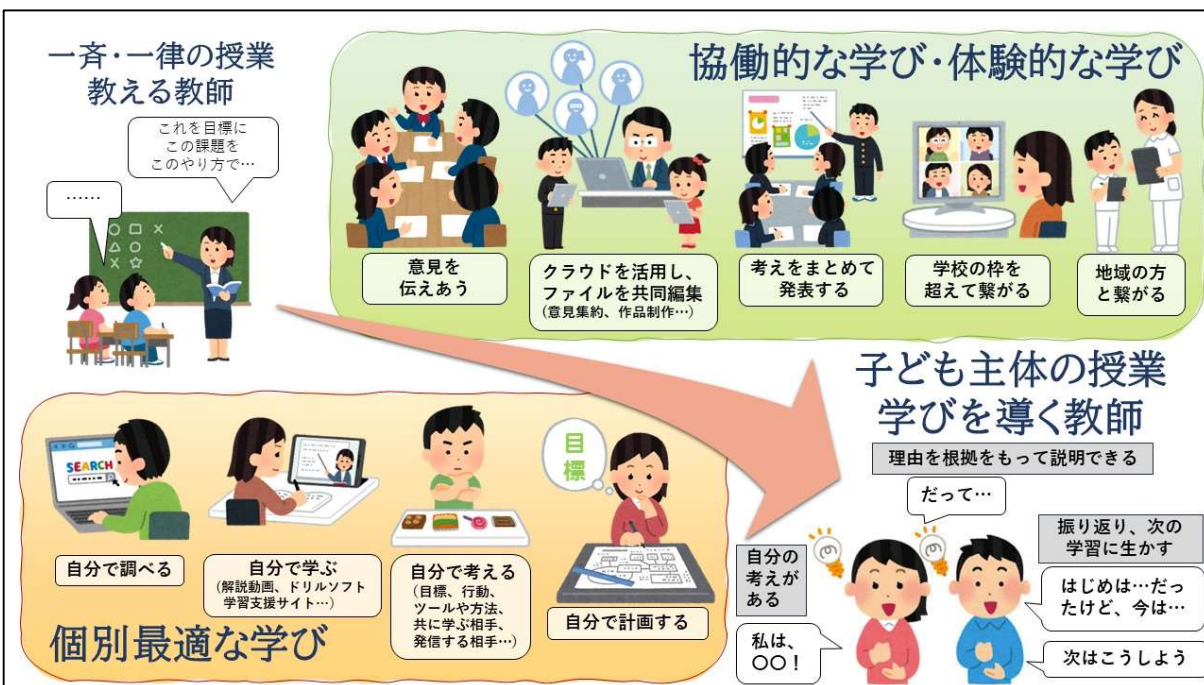 一斉・一律の授業
教える教師
これを目標に
この課題を
このやり方で…
……
協働的な学び・体験的な学び
意見を
伝えあう
クラウドを活用し、
ファイルを共同編集
(意見集約、作品制作…)
考えをまとめて
発表する
学校の枠を
超えて繋がる
地域の方
と繋がる
子ども主体の授業
学びを導く教師
理由を根拠をもって説明できる
だって…
自分の
考えが
ある
私は、
〇〇！
振り返り、次の
学習に生かす
はじめは…だっ
たけど、今は…
次はこうしよう
SEARCH
自分で調べる
自分で学ぶ
(解説動画、ドリルソフト
学習支援サイト…)
自分で考える
(目標、行動、
ツールや方法、
共に学ぶ相手、
発信する相手…)
目標
自分で計画する
個別最適な学び